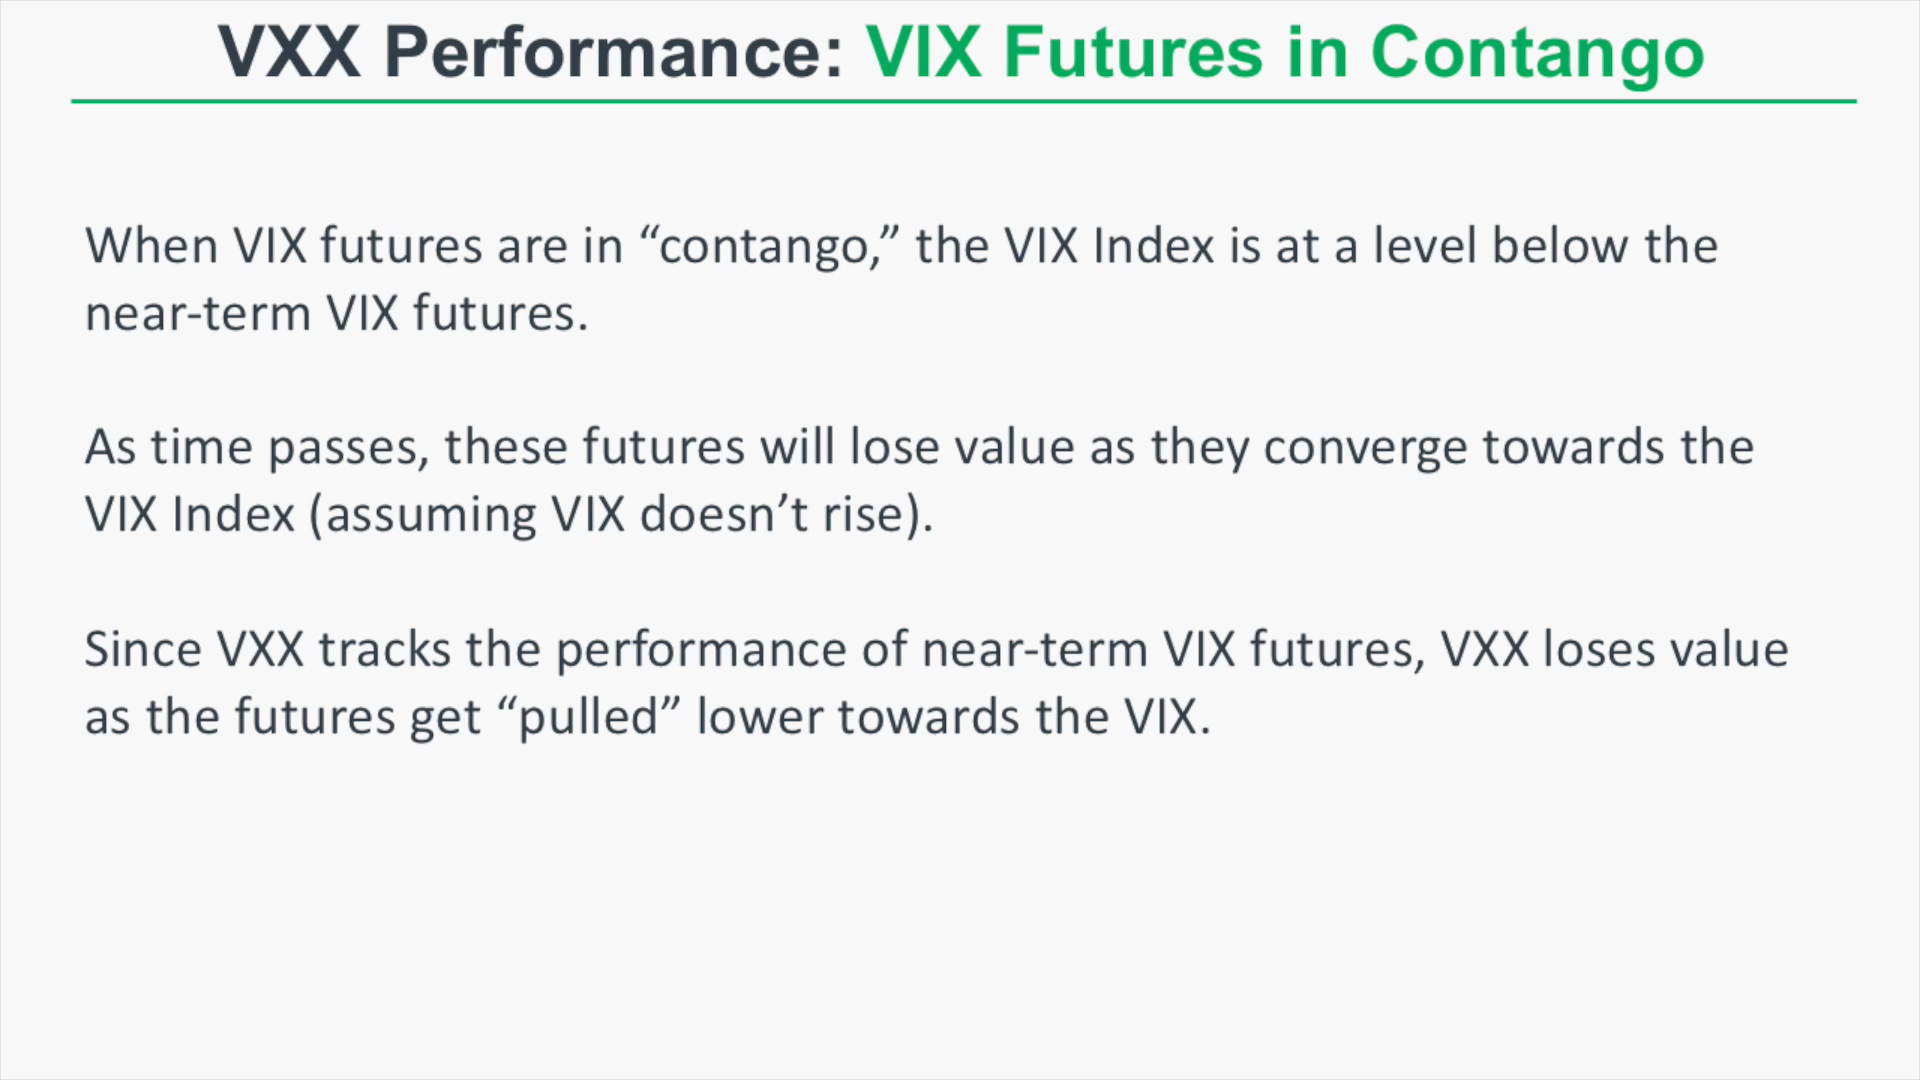 VXX Performance: VIX Futures in Contango
When VIX futures are in “contango,” the VIX Index is at a level below the
near-term VIX futures.
As time passes, these futures will lose value as they converge towards the
VIX Index (assuming VIX doesn’t rise).
Since VXX tracks the performance of near-term VIX futures, VXX loses value
as the futures get “pulled” lower towards the VIX.